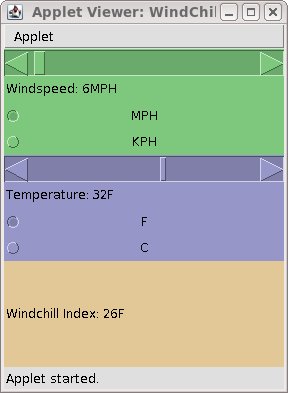 Applet Viewer: WindChil
Applet
Windspeed: 6MPH
MPH
KPH
Temperature: 32F
F
C
Windchill Index: 26F
Applet started.